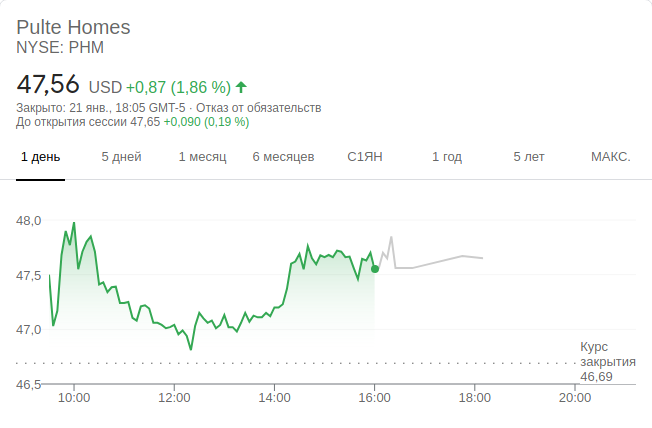 Pulte Homes
NYSE: PHM
47,56 USD +0,87 (1,86 %)
Закрыто: 21 янв., 18:05 GMT-5 · Отказ от обязательств
До открытия сессии 47,65 +0,090 (0,19 %)
1 день 5 дней 1 месяц 6 месяцев С1ЯН 1 год 5 лет МАКС.
48,0
47,5
47,0
Курс
закрытия
46,69
46,5
10:00 12:00 14:00 16:00 18:00 20:00